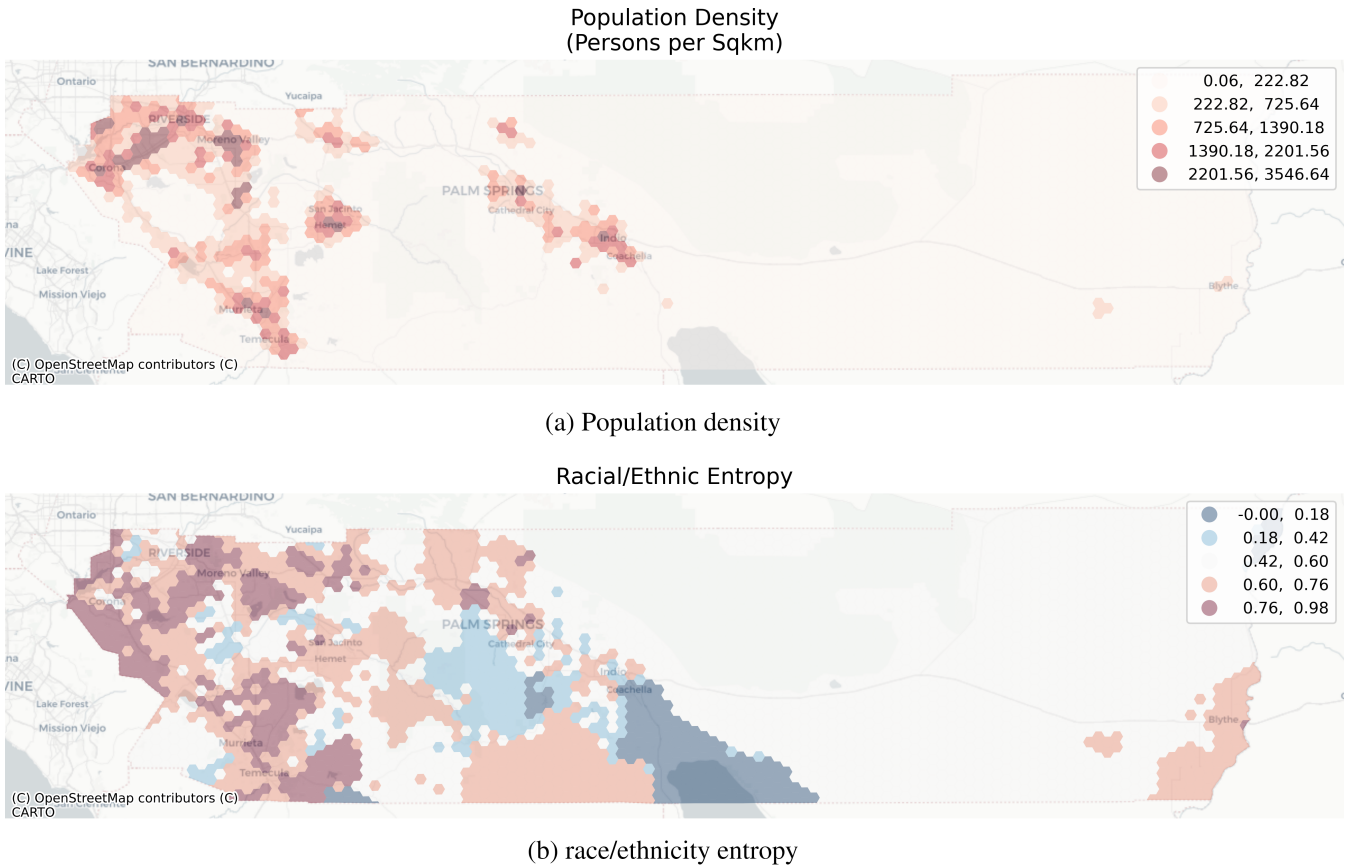 Population Density
(Persons per Sqkm)
SAN BERNARDINO
Ontario
Yucaipa
RIVERSIDE
Moreno Valley
Corona
PALM SPRINGS
San Jacinto
Cathedral City
Hemet
Indio
Coachella
na
VINE
Lake Forest
Mission Viejo
Murrieta
Temecula
Blythe
0.06, 222.82
222.82, 725.64
725.64, 1390.18
1390.18, 2201.56
2201.56, 3546.64
(C) OpenStreetMap contributors (C)
CARTO
(a) Population density
Racial/Ethnic Entropy
SAN BERNARDINO
Ontario
Yucaipa
RIVERSIDE
Moreno Valley
Corona
PALM SPRINGS
San Jacinto
Cathedral City
Hemet
Indio
Coachella
na
VINE
Lake Forest
Mission Viejo
Murrieta
Temecula
Blythe
-0.00, 0.18
0.18, 0.42
0.42, 0.60
0.60, 0.76
0.76, 0.98
(C) OpenStreetMap contributors (C)
CARTO
(b) race/ethnicity entropy